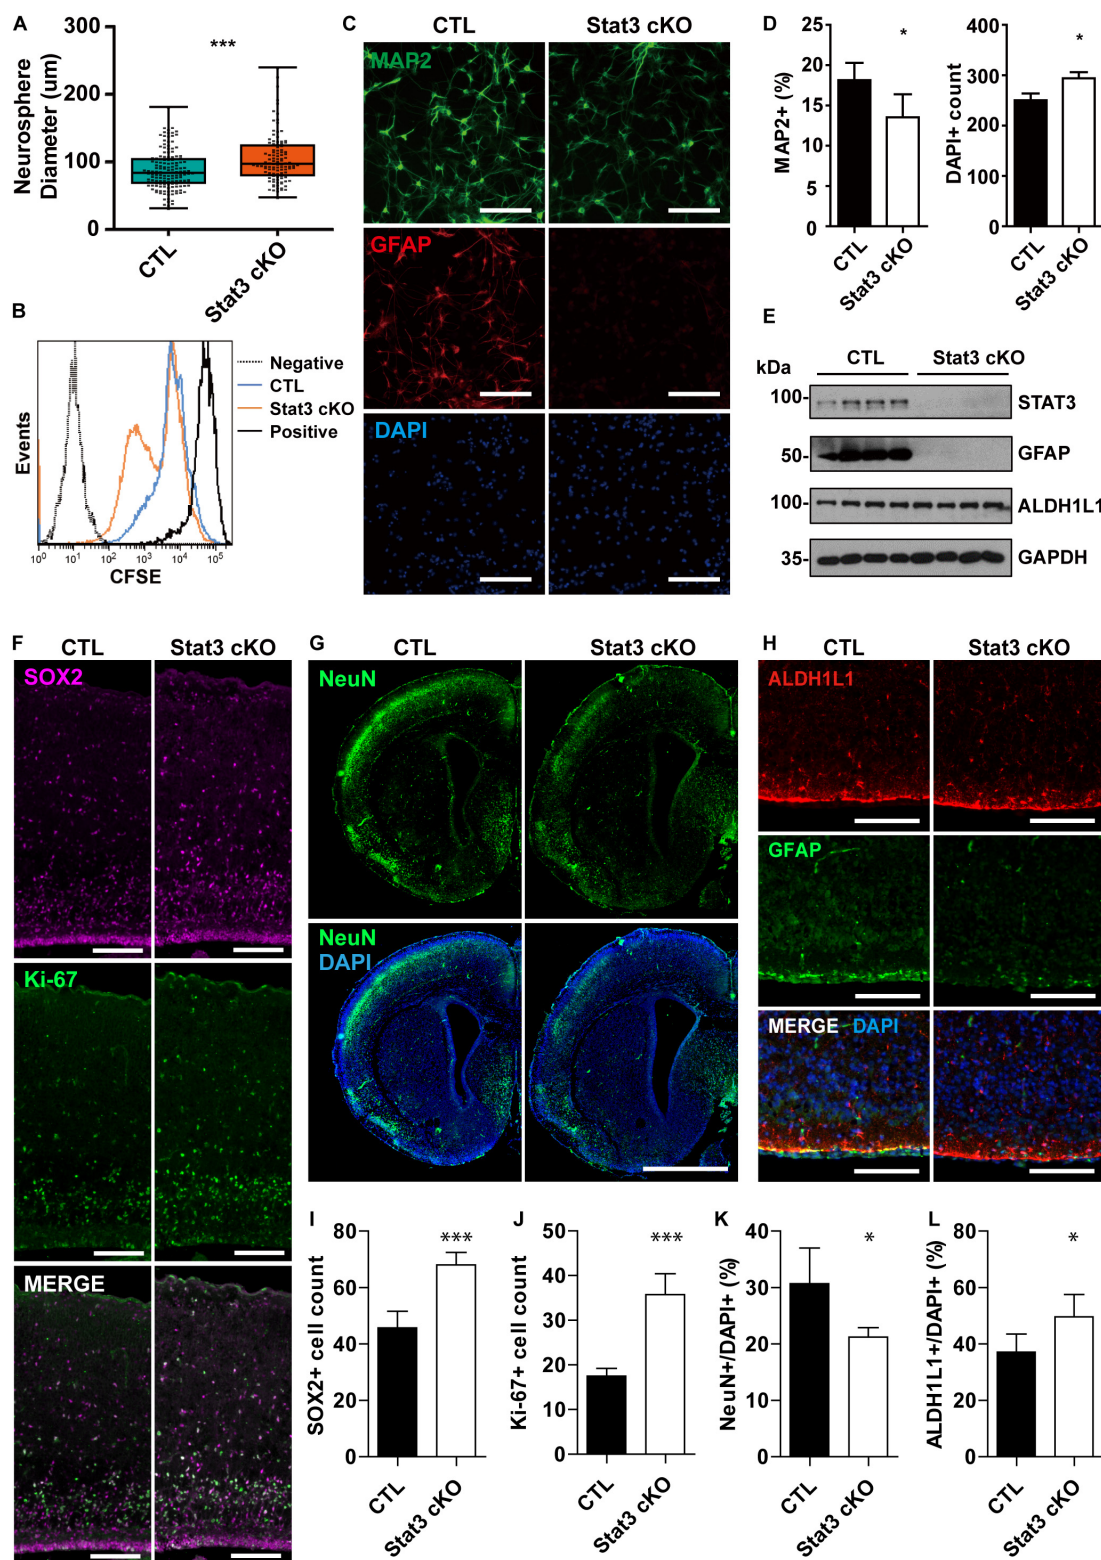 A
Neurosphere
Diameter (um)
300
200
100
0
***
CTL
Stat3 cKO
B
Events
10⁰ 10¹ 10² 10³ 10⁴ 10⁵
CFSE
Negative
CTL
Stat3 cKO
Positive
C
CTL Stat3 cKO
MAP2
GFAP
DAPI
D
MAP2+ (%)
25
20
15
10
5
0
*
CTL
Stat3 cKO
DAPI+ count
400
300
200
100
0
*
CTL
Stat3 cKO
E
kDa CTL Stat3 cKO
100- STAT3
50- GFAP
100- ALDH1L1
35- GAPDH
F
CTL Stat3 cKO
SOX2
Ki-67
MERGE
G
CTL Stat3 cKO
NeuN
NeuN
DAPI
H
CTL Stat3 cKO
ALDH1L1
GFAP
MERGE DAPI
I
SOX2+ cell count
80
60
40
20
0
***
CTL
Stat3 cKO
J
Ki-67+ cell count
50
40
30
20
10
0
***
CTL
Stat3 cKO
K
NeuN+/DAPI+ (%)
40
30
20
10
0
*
CTL
Stat3 cKO
L
ALDH1L1+/DAPI+ (%)
80
60
40
20
0
*
CTL
Stat3 cKO